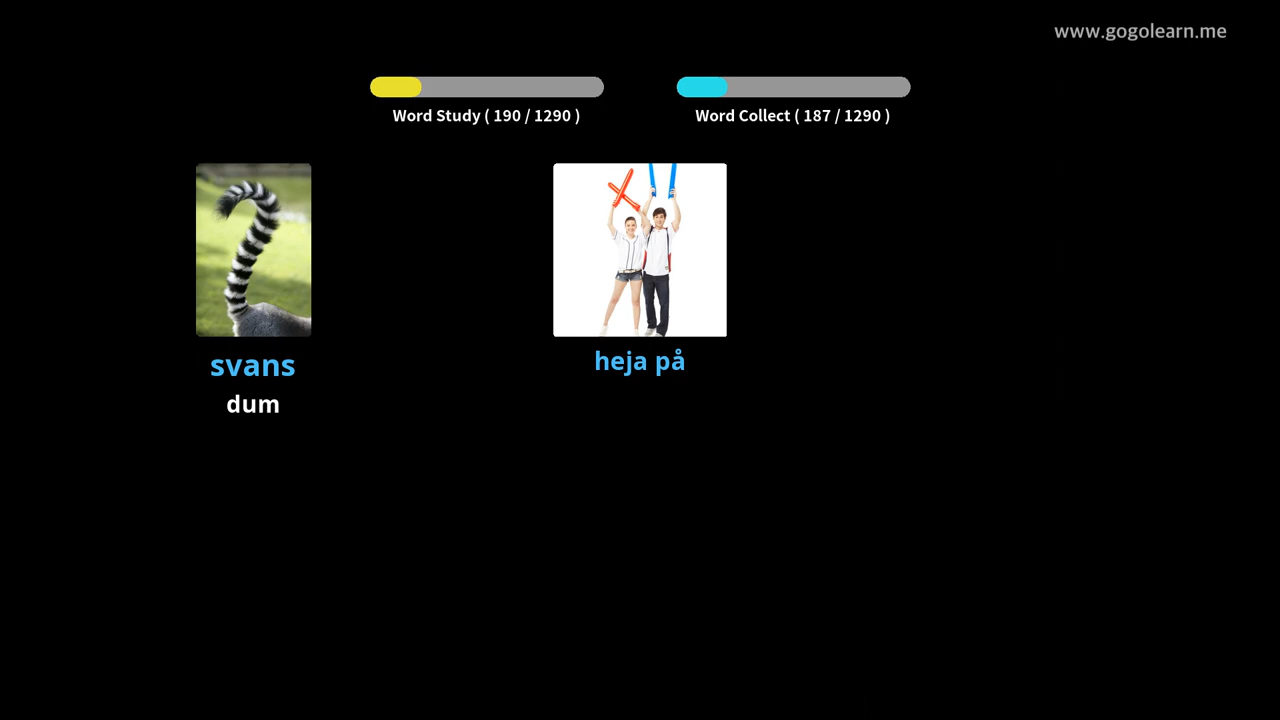 www.gogolearn.me
Word Study ( 190 / 1290 )
Word Collect ( 187 / 1290 )
svans
dum
heja på